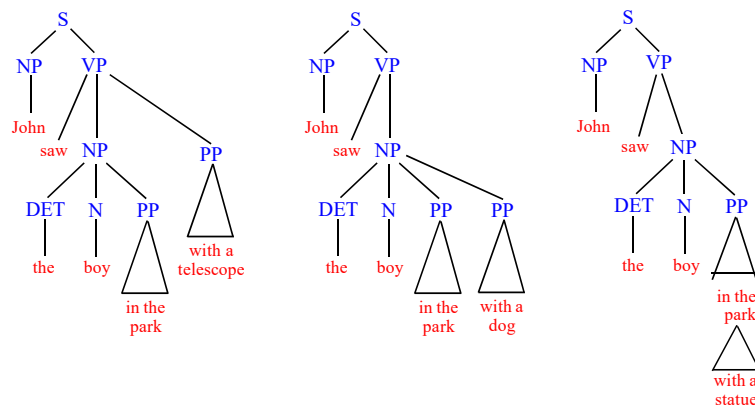 S
NP VP
John
saw
NP
PP
DET N PP
the boy
with a
telescope
in the
park
S
NP VP
John
saw
NP
DET N PP PP
the boy
in the
park
with a
dog
S
NP VP
John
saw
NP
DET N PP
the boy
in the
park
with a
statue